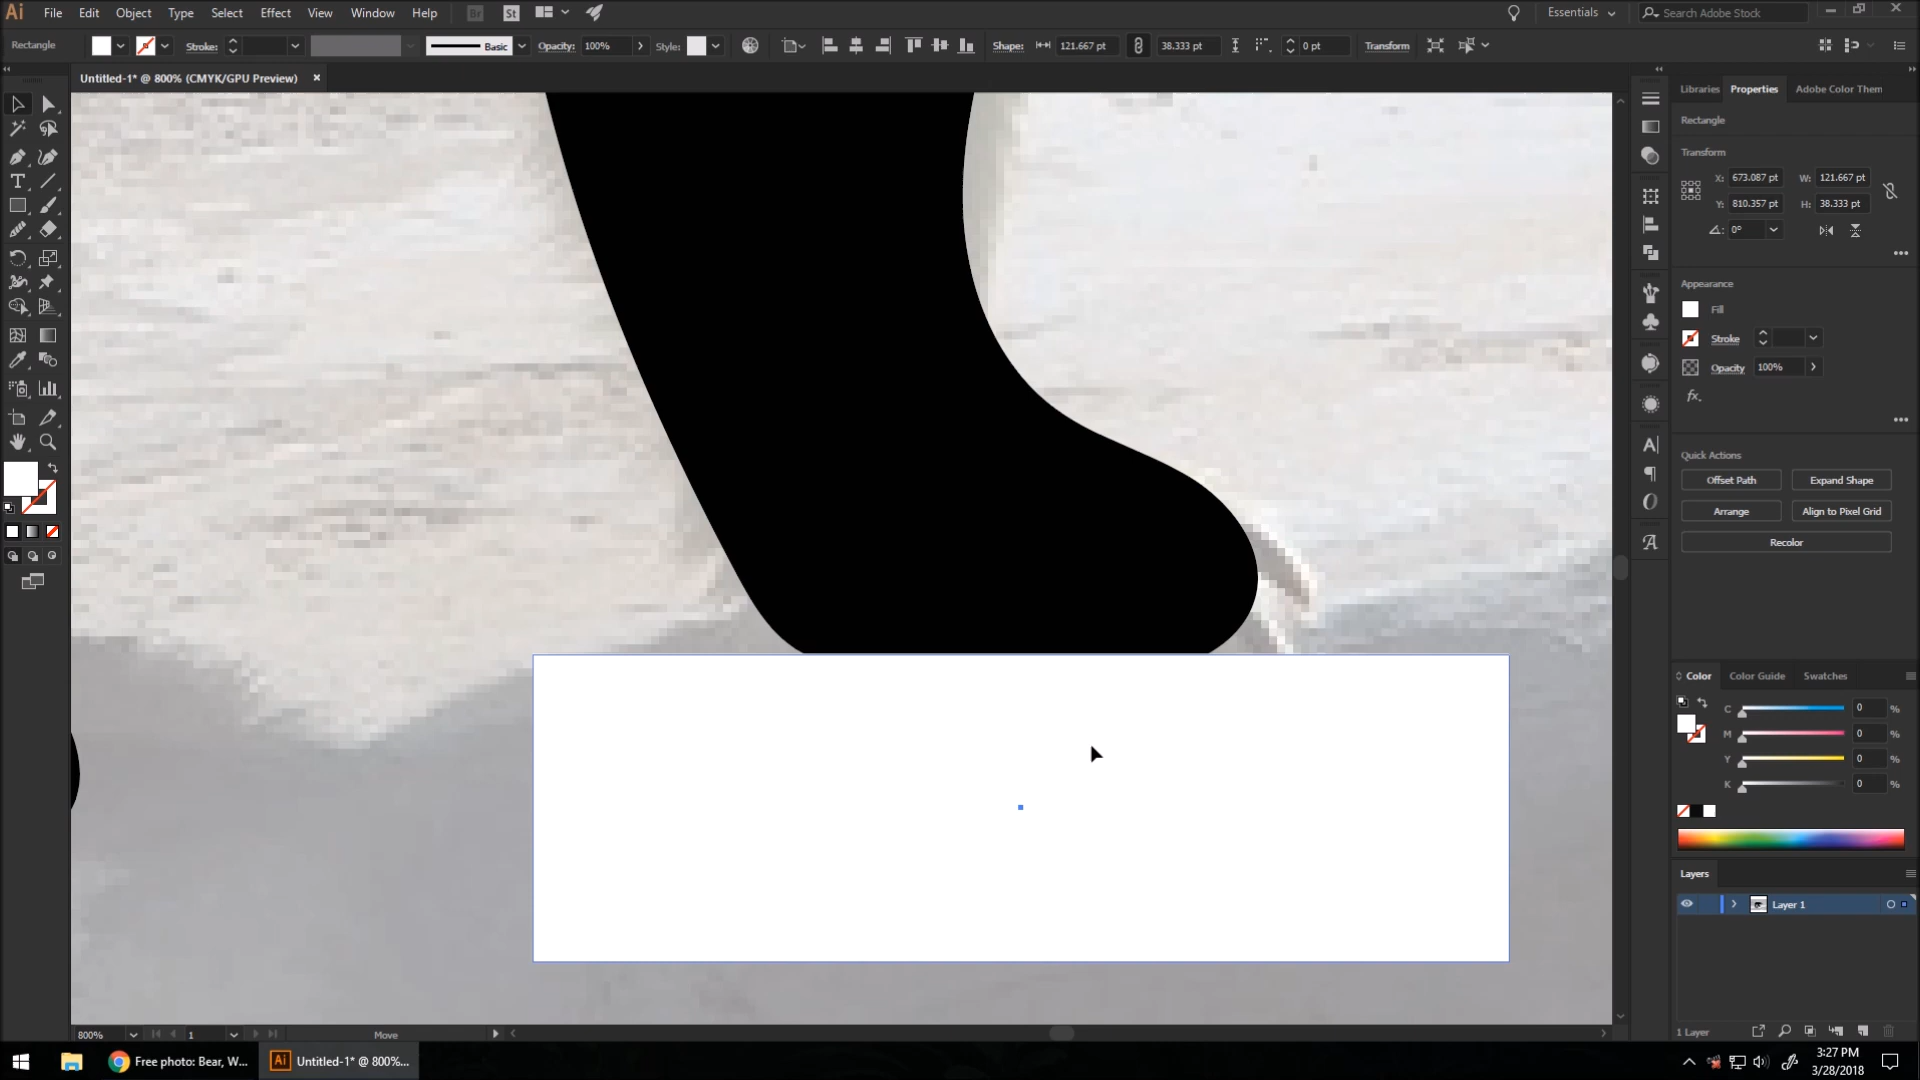 Ai File Edit Object Type Select Effect View Window Help Br St Essentials Search Adobe Stock
Rectangle Stroke: Basic Opacity: 100% Style: Shape: 121.667 pt 38.333 pt 0 pt Transform
Untitled-1* @ 800% (CMYK/GPU Preview) ×
Libraries Properties Adobe Color Them
Rectangle
Transform
X: 673.087 pt W: 121.667 pt
Y: 810.357 pt H: 38.333 pt
0°
Appearance
Fill
Stroke
Opacity 100%
fx.
Quick Actions
Offset Path Expand Shape
Arrange Align to Pixel Grid
Recolor
Color Color Guide Swatches
C 0 %
M 0 %
Y 0 %
K 0 %
Layers
Layer 1
1 Layer
800% 1 Move
Free photo: Bear, W... Ai Untitled-1* @ 800%...
3:27 PM
3/28/2018